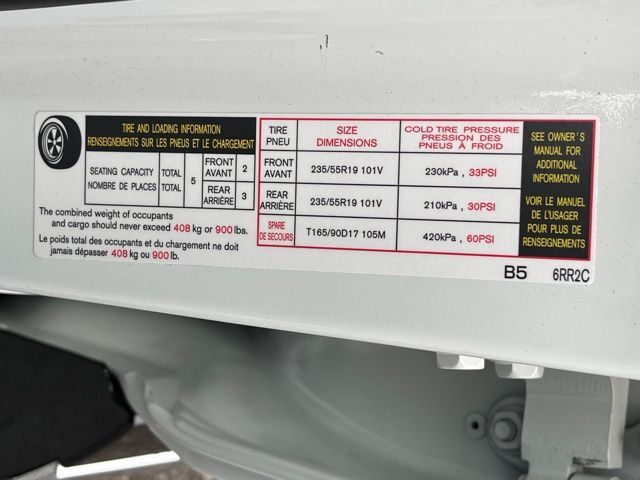 TIRE AND LOADING INFORMATION
RENSEIGNEMENTS SUR LES PNEUS ET LE CHARGEMENT
SEATING CAPACITY
NOMBRE DE PLACES
TOTAL
TOTAL
5
FRONT
AVANT
2
REAR
ARRIÈRE
3
The combined weight of occupants
and cargo should never exceed 408 kg or 900 lbs.
Le poids total des occupants et du chargement ne doit
jamais dépasser 408 kg ou 900 lb.
TIRE
PNEU
SIZE
DIMENSIONS
COLD TIRE PRESSURE
PRESSION DES
PNEUS À FROID
FRONT
AVANT
235/55R19 101V
230kPa , 33PSI
REAR
ARRIÈRE
235/55R19 101V
210kPa , 30PSI
SPARE
DE SECOURS
T165/90D17 105M
420kPa , 60PSI
SEE OWNER'S
MANUAL FOR
ADDITIONAL
INFORMATION
VOIR LE MANUEL
DE L'USAGER
POUR PLUS DE
RENSEIGNEMENTS
B5 6RR2C